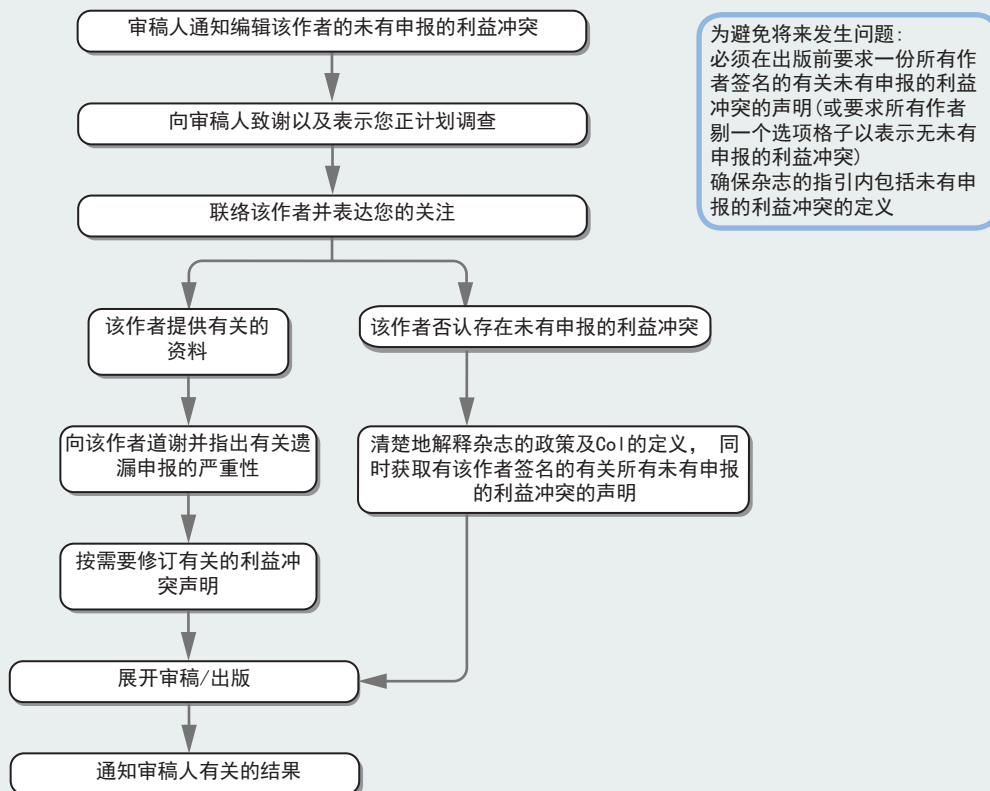 审稿人通知编辑该作者的未有申报的利益冲突
向审稿人致谢以及表示您正计划调查
联络该作者并表达您的关注
该作者提供有关的
资料
该作者否认存在未有申报的利益冲突
向该作者道谢并指出有关遗
漏申报的严重性
清楚地解释杂志的政策及CoI的定义， 同
时获取有该作者签名的有关所有未有申报
的利益冲突的声明
按需要修订有关的利益冲
突声明
展开审稿/出版
通知审稿人有关的结果
为避免将来发生问题:
必须在出版前要求一份所有作
者签名的有关未有申报的利益
冲突的声明(或要求所有作者
剔一个选项格子以表示无未有
申报的利益冲突)
确保杂志的指引内包括未有申
报的利益冲突的定义